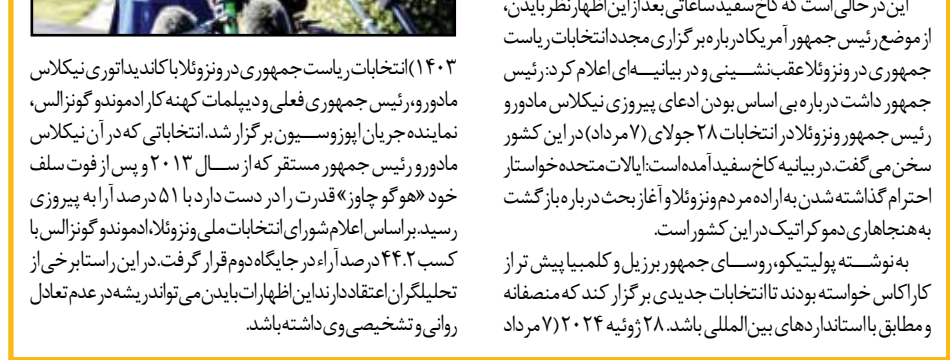 این در حالی است که کاخ سفید ساعاتی بعد از این اظهارنظر بایدن،
از موضع رئیس جمهور آمریکا درباره برگزاری مجدد انتخابات ریاست
جمهوری در ونزوئلا عقب‌نشینی و در بیانیه‌ای اعلام کرد: رئیس
جمهور داشت درباره بی اساس بودن ادعای پیروزی نیکلاس مادورو
رئیس جمهور ونزوئلا در انتخابات ۲۸ جولای (۷ مرداد) در این کشور
سخن می گفت. در بیانیه کاخ سفید آمده است: ایالات متحده خواستار
احترام گذاشته شدن به اراده مردم ونزوئلا و آغاز بحث درباره بازگشت
به هنجاهاری دموکراتیک در این کشور است.
به نوشته پولیتیکو، روسای جمهور برزیل و کلمبیا پیش تر از
کاراکاس خواسته بودند تا انتخابات جدیدی برگزار کند که منصفانه
و مطابق با استانداردهای بین‌المللی باشد. ۲۸ ژوئیه ۲۰۲۴ (۷ مرداد
۱۴۰۳) انتخابات ریاست جمهوری در ونزوئلا با کاندیداتوری نیکلاس
مادورو، رئیس جمهوری فعلی و دیپلمات کهنه کار ادموندو گونزالس،
نماینده جریان اپوزوسیون برگزار شد. انتخاباتی که در آن نیکلاس
مادورو رئیس جمهور مستقر که از سال ۲۰۱۳ و پس از فوت سلف
خود «هوگو چاوز» قدرت را در دست دارد با ۵۱ درصد آرا به پیروزی
رسید. بر اساس اعلام شورای انتخابات ملی ونزوئلا، ادموندو گونزالس با
کسب ۴۴.۲ درصد آراء در جایگاه دوم قرار گرفت. در این راستا برخی از
تحلیلگران اعتقاد دارند این اظهارات بایدن می تواند ریشه در عدم تعادل
روانی و تشخیصی وی داشته باشد.